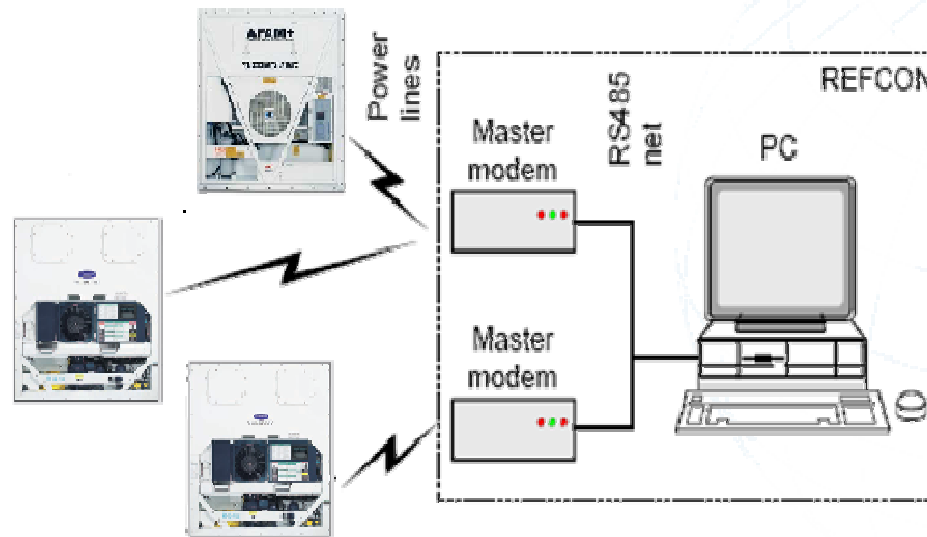 Power
lines
REFCON
RS485
net
PC
Master
modem
Master
modem